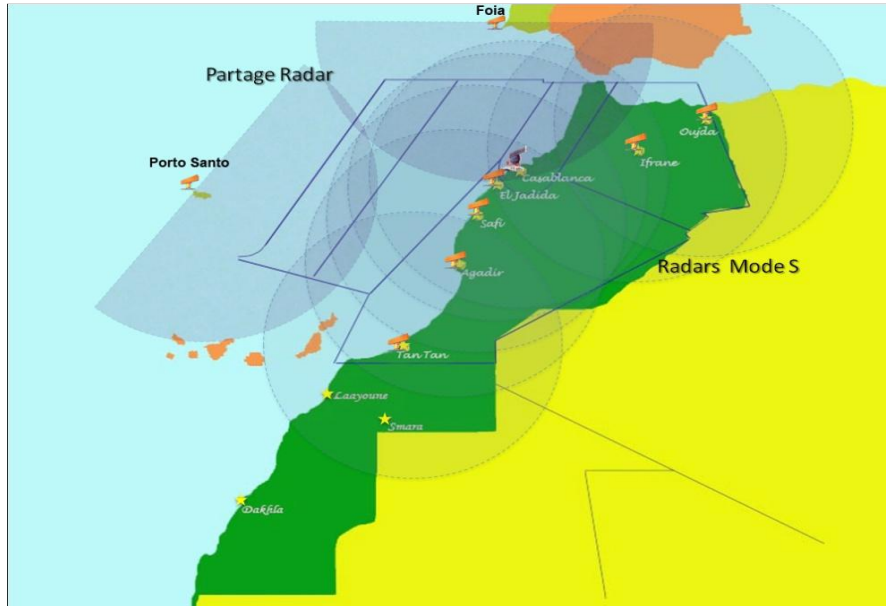 Foia
Partage Radar
Oujda
Porto Santo
Ifrane
Casablanca
El Jadida
Safi
Agadir
Radars Mode S
Tan Tan
Laayoune
Smara
Dakhla